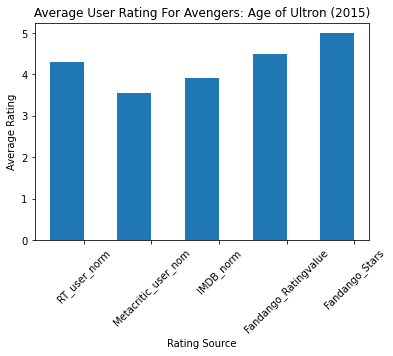 Average User Rating For Avengers: Age of Ultron (2015)
Average Rating
5
4
3
2
1
0
RT_user_norm
Metacritic_user_nom
IMDB_norm
Fandango_Ratingvalue
Fandango_Stars
Rating Source